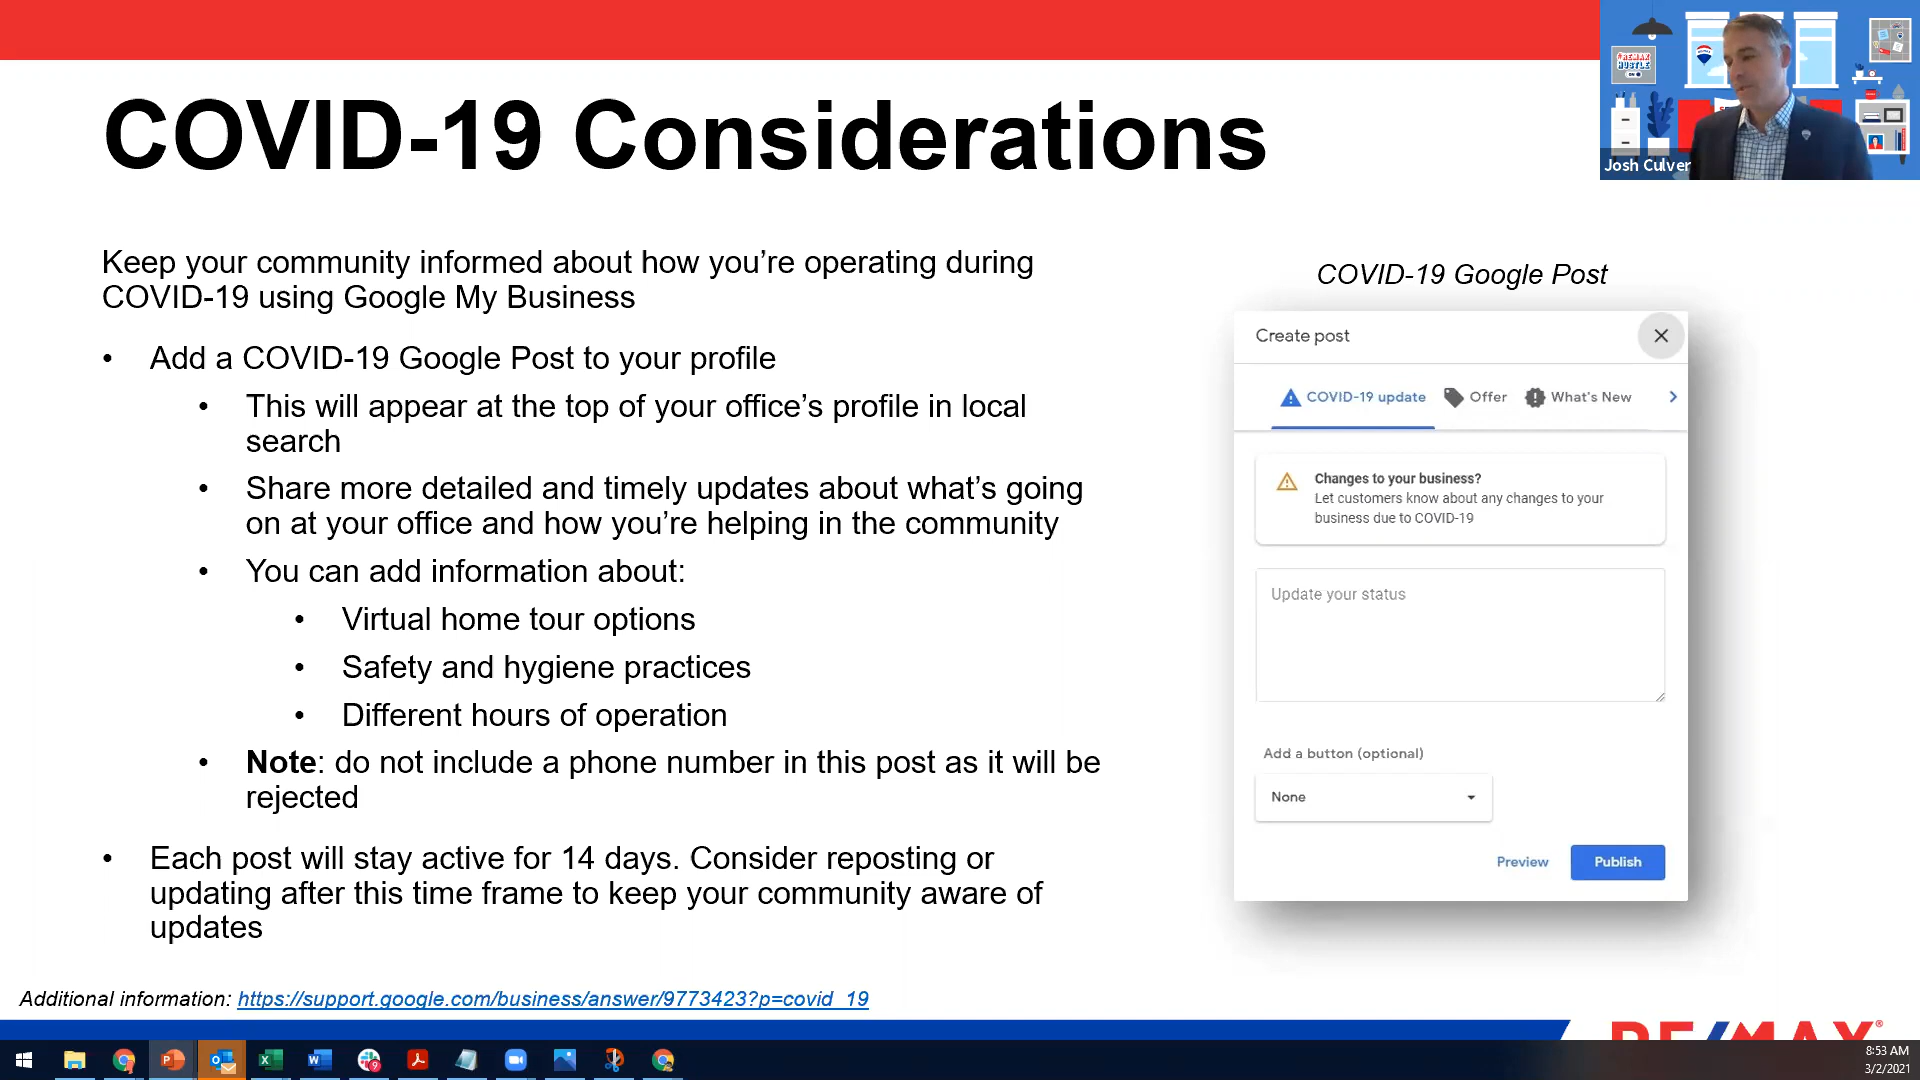 COVID-19 Considerations
#REMAX
HUSTLE
ON
Josh Culver
Keep your community informed about how you’re operating during
COVID-19 using Google My Business
• Add a COVID-19 Google Post to your profile
• This will appear at the top of your office’s profile in local
search
• Share more detailed and timely updates about what’s going
on at your office and how you’re helping in the community
• You can add information about:
• Virtual home tour options
• Safety and hygiene practices
• Different hours of operation
• Note: do not include a phone number in this post as it will be
rejected
• Each post will stay active for 14 days. Consider reposting or
updating after this time frame to keep your community aware of
updates
COVID-19 Google Post
Create post
COVID-19 update Offer What's New
Changes to your business?
Let customers know about any changes to your
business due to COVID-19
Update your status
Add a button (optional)
None
Preview Publish
Additional information: https://support.google.com/business/answer/9773423?p=covid_19
RE/MAX®
8:53 AM
3/2/2021